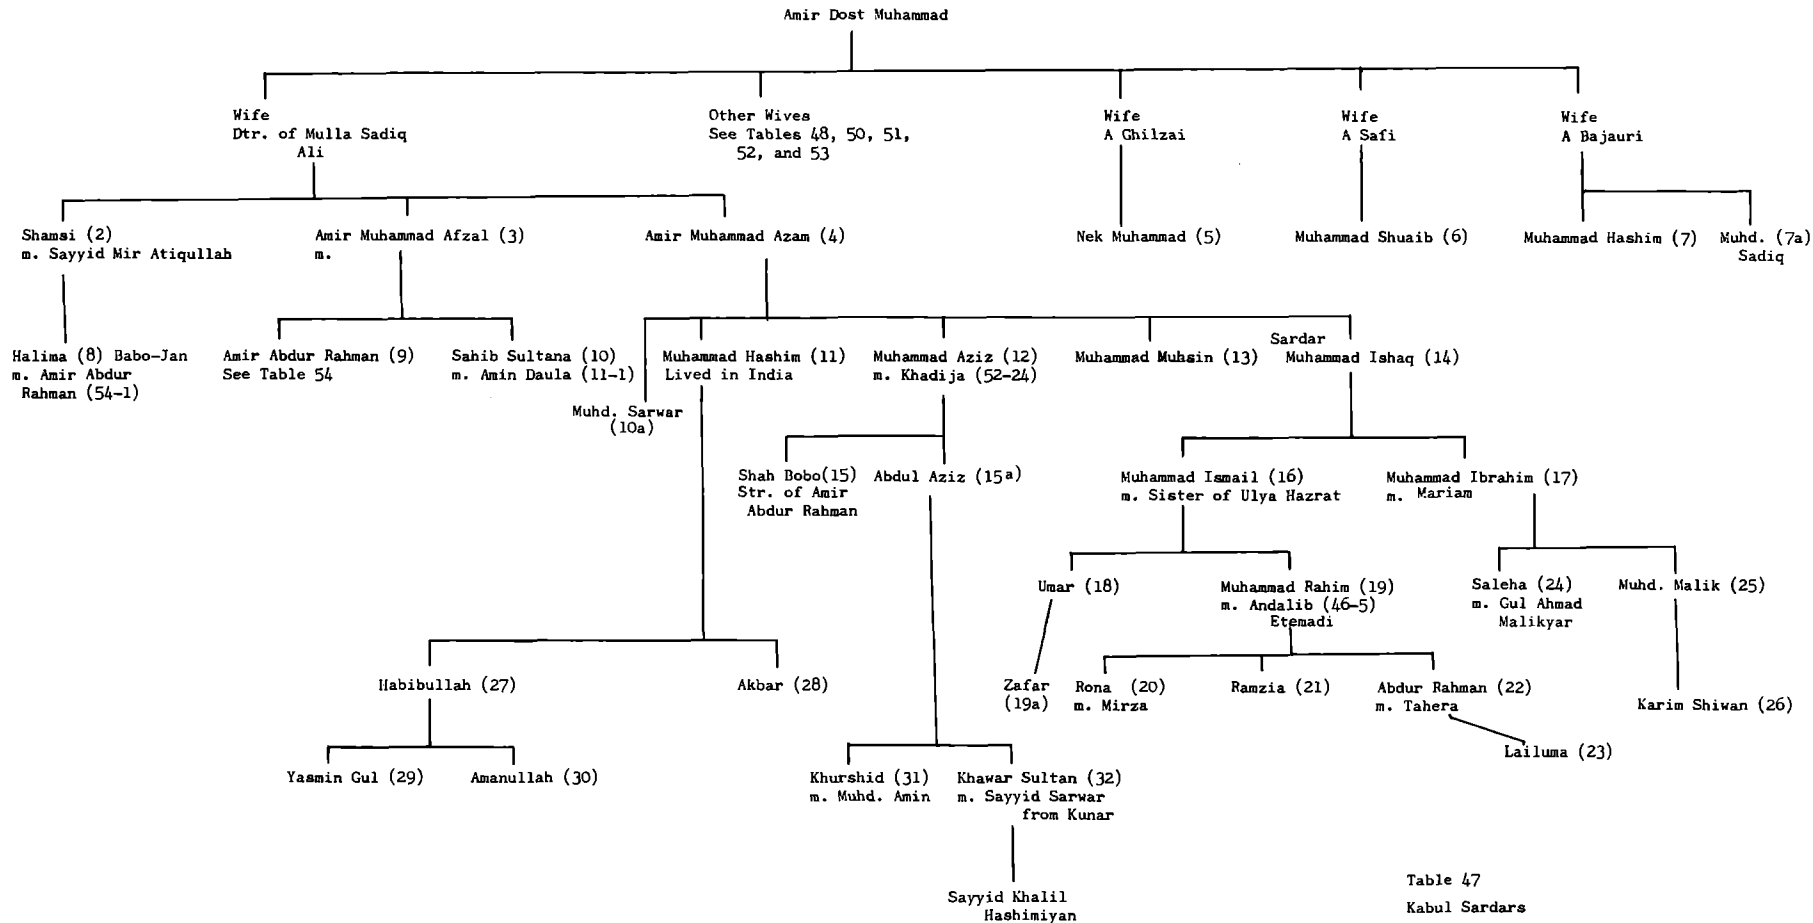 Amir Dost Muhammad
Wife
Dtr. of Mulla Sadiq
Ali
Other Wives
See Tables 48, 50, 51,
52, and 53
Wife
A Ghilzai
Wife
A Safi
Wife
A Bajauri
Shamsi (2)
m. Sayyid Mir Atiqullah
Amir Muhammad Afzal (3)
m.
Amir Muhammad Azam (4)
Nek Muhammad (5)
Muhammad Shuaib (6)
Muhammad Hashim (7)
Muhd. (7a)
Sadiq
Halima (8) Babo-Jan
m. Amir Abdur
Rahman (54-1)
Amir Abdur Rahman (9)
See Table 54
Sahib Sultana (10)
m. Amin Daula (11-1)
Muhd. Sarwar
(10a)
Muhammad Hashim (11)
Lived in India
Muhammad Aziz (12)
m. Khadija (52-24)
Muhammad Muhsin (13)
Sardar
Muhammad Ishaq (14)
Shah Bobo(15)
Str. of Amir
Abdur Rahman
Abdul Aziz (15a)
Muhammad Ismail (16)
m. Sister of Ulya Hazrat
Muhammad Ibrahim (17)
m. Mariam
Umar (18)
Muhammad Rahim (19)
m. Andalib (46-5)
Etemadi
Saleha (24)
m. Gul Ahmad
Malikyar
Muhd. Malik (25)
Habibullah (27)
Akbar (28)
Zafar
(19a)
Rona (20)
m. Mirza
Ramzia (21)
Abdur Rahman (22)
m. Tahera
Karim Shiwan (26)
Lailuma (23)
Yasmin Gul (29)
Amanullah (30)
Khurshid (31)
m. Muhd. Amin
Khawar Sultan (32)
m. Sayyid Sarwar
from Kunar
Sayyid Khalil
Hashimiyan
Table 47
Kabul Sardars